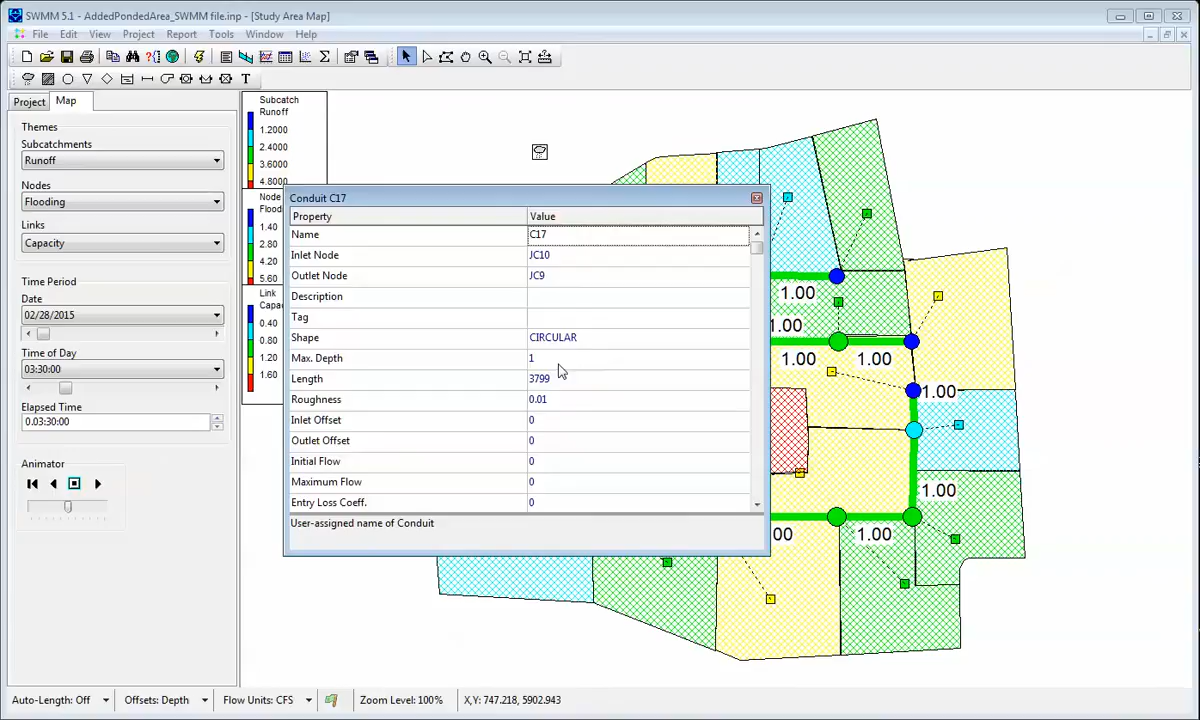 SWMM 5.1 - AddedPondedArea_SWMM file.inp - [Study Area Map]
File Edit View Project Report Tools Window Help
Project Map
Themes
Subcatchments
Runoff
Nodes
Flooding
Links
Capacity
Time Period
Date
02/28/2015
Time of Day
03:30:00
Elapsed Time
0.03:30:00
Animator
Subcatch
Runoff
1.2000
2.4000
3.6000
4.8000
Node
Floodi
1.40
2.80
4.20
5.60
Link
Capac
0.40
0.80
1.20
1.60
Conduit C17
Property Value
Name C17
Inlet Node JC10
Outlet Node JC9
Description
Tag
Shape CIRCULAR
Max. Depth 1
Length 3799
Roughness 0.01
Inlet Offset 0
Outlet Offset 0
Initial Flow 0
Maximum Flow 0
Entry Loss Coeff. 0
User-assigned name of Conduit
1.00
1.00
1.00 1.00
1.00
1.00
00 1.00
Auto-Length: Off Offsets: Depth Flow Units: CFS Zoom Level: 100% X,Y: 747.218, 5902.943